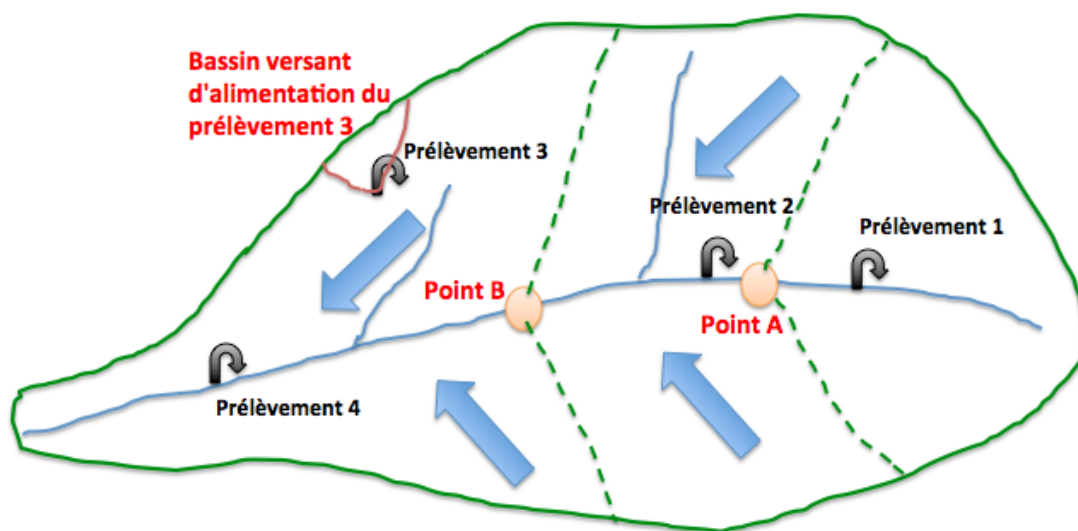 Bassin versant
d'alimentation du
prélèvement 3
Prélèvement 3
Prélèvement 2
Prélèvement 1
Point B
Point A
Prélèvement 4